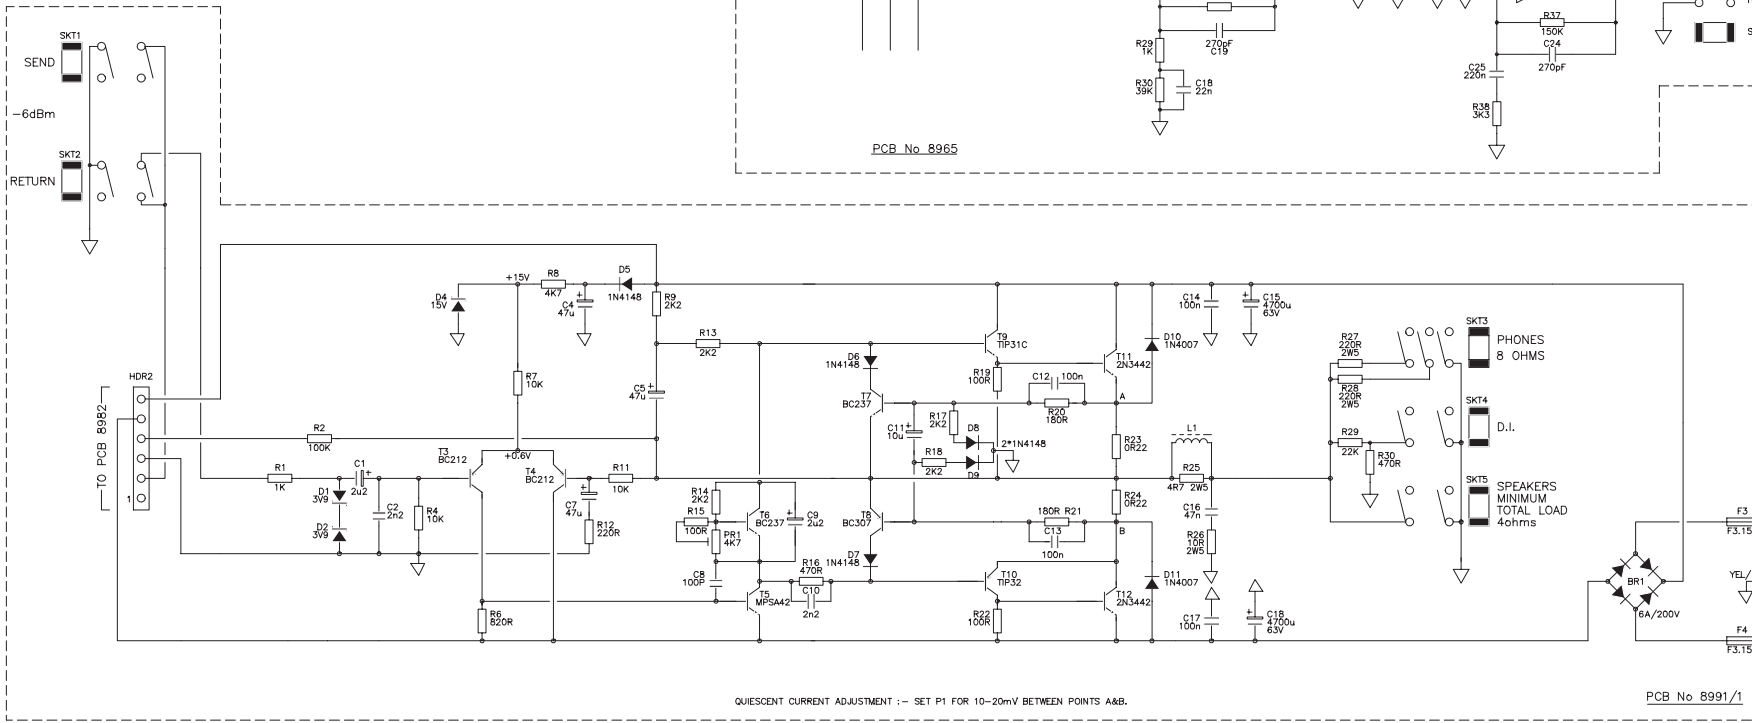 R37
150K
C24
270pF
R29
1K
270pF
C19
C25
220n
R30
39K
C18
22n
R38
3K3
PCB No 8965
SKT1
SEND
-6dBm
SKT2
RETURN
HDR2
TO PCB 8982
1
R1
1K
R2
100K
D1
3V9
D2
3V9
C1
+
2u2
C2
2n2
R4
10K
D4
15V
+15V
R8
4K7
C4
47u
+
D5
1N4148
R9
2K2
R7
10K
C5
47u
+
T3
BC212
+0.6V
T4
BC212
R11
10K
C7
47u
+
R12
220R
R6
820R
R13
2K2
R14
2K2
R15
100R
PR1
4K7
T6
BC237
C9
2u2
+
C8
100P
T5
MPSA42
R16
470R
C10
2n2
D6
1N4148
T7
BC237
T8
BC307
D7
1N4148
C11
10u
+
R17
2K2
R18
2K2
D8
D9
2*1N4148
T9
TIP31C
R19
100R
C12
100n
R20
180R
T11
2N3442
A
R23
0R22
R24
0R22
180R R21
C13
100n
B
T10
TIP32
R22
100R
T12
2N3442
D10
1N4007
D11
1N4007
C14
100n
C15
4700u
63V
+
L1
R25
4R7 2W5
C16
47n
R26
10R
2W5
C17
100n
C18
4700u
63V
+
R27
220R
2W5
R28
220R
2W5
R29
22K
R30
470R
SKT3
PHONES
8 OHMS
SKT4
D.I.
SKT5
SPEAKERS
MINIMUM
TOTAL LOAD
4ohms
F3
F3.15
BR1
6A/200V
YEL/
F4
F3.15
QUIESCENT CURRENT ADJUSTMENT :- SET P1 FOR 10-20mV BETWEEN POINTS A&B.
PCB No 8991/1